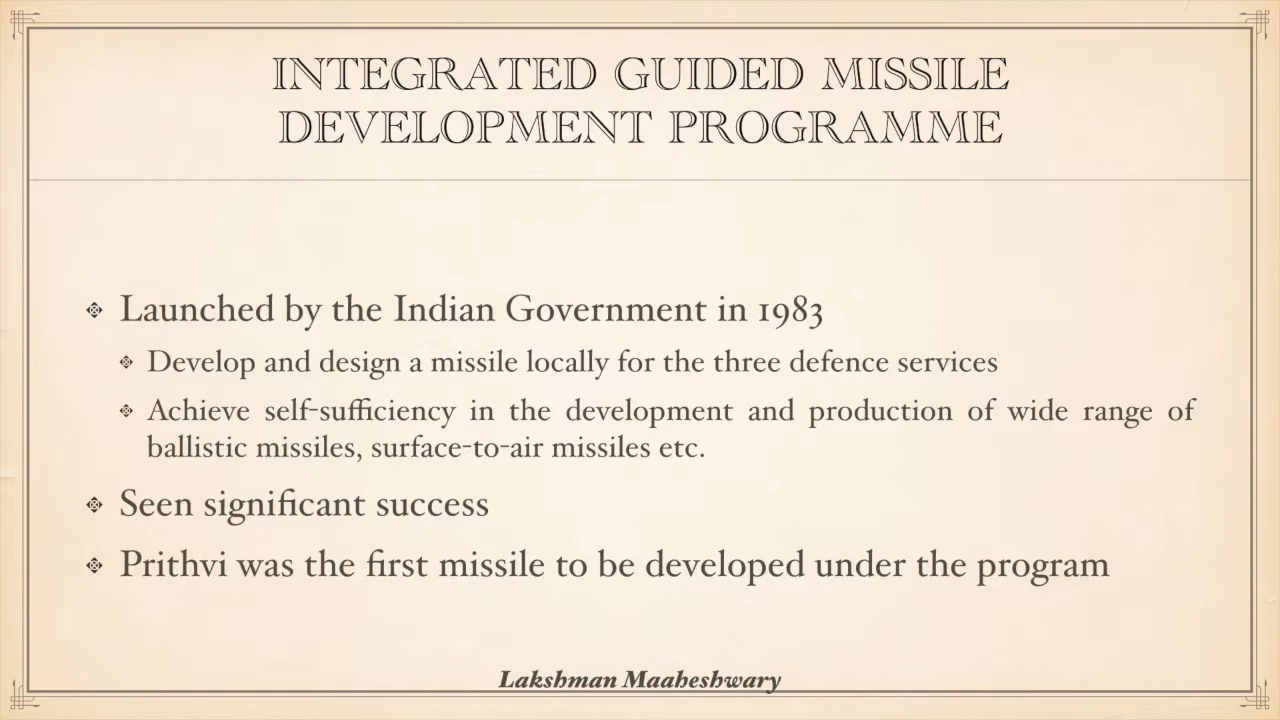 INTEGRATED GUIDED MISSILE
DEVELOPMENT PROGRAMME
Launched by the Indian Government in 1983
Develop and design a missile locally for the three defence services
Achieve self-sufficiency in the development and production of wide range of
ballistic missiles, surface-to-air missiles etc.
Seen significant success
Prithvi was the first missile to be developed under the program
Lakshman Maaheshwary